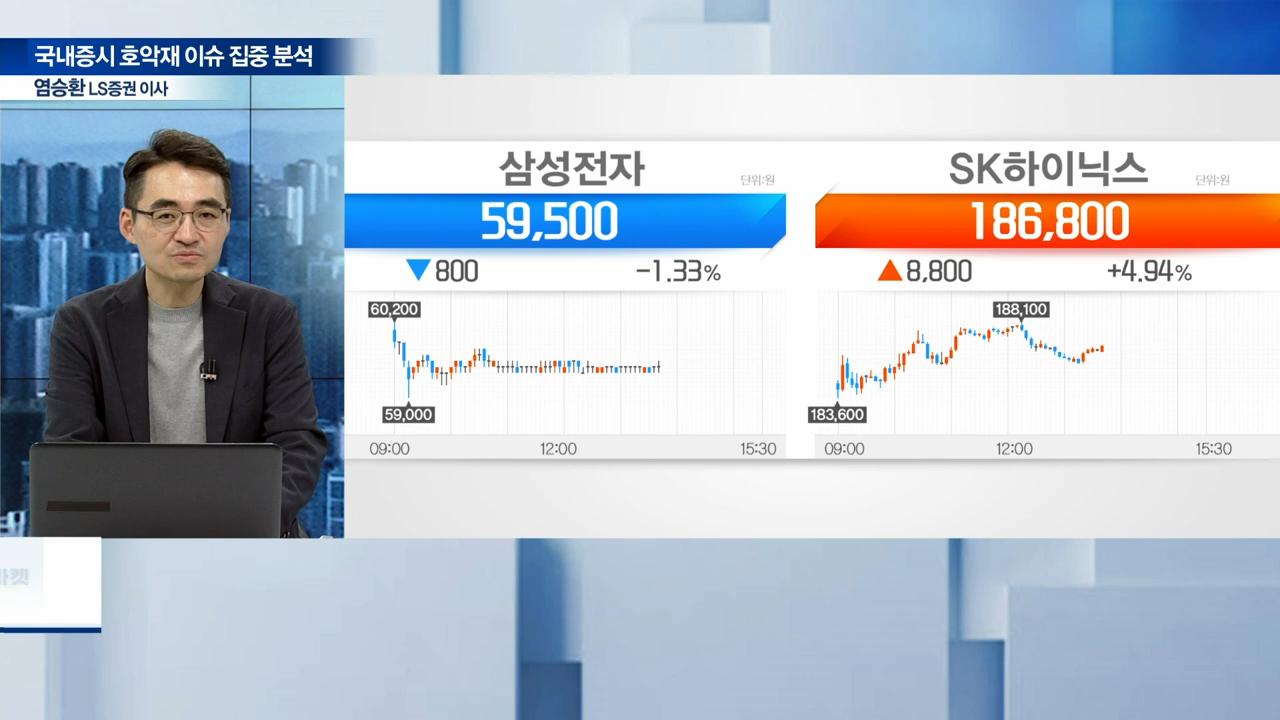 국내증시 호악재 이슈 집중 분석
염승환 LS증권 이사
삼성전자
단위:원
59,500
▼800 -1.33%
60,200
59,000
09:00 12:00 15:30
SK하이닉스
단위:원
186,800
▲8,800 +4.94%
188,100
183,600
09:00 12:00 15:30
마켓